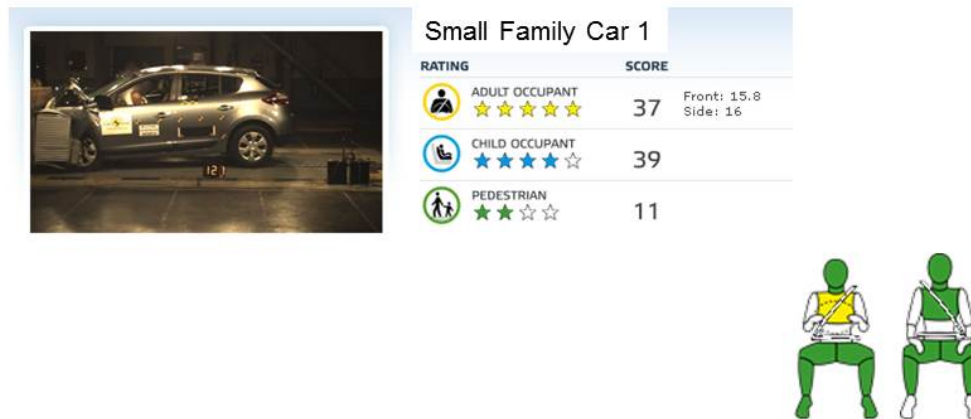 Small Family Car 1
RATING SCORE
ADULT OCCUPANT 37 Front: 15.8
Side: 16
CHILD OCCUPANT 39
PEDESTRIAN 11
121